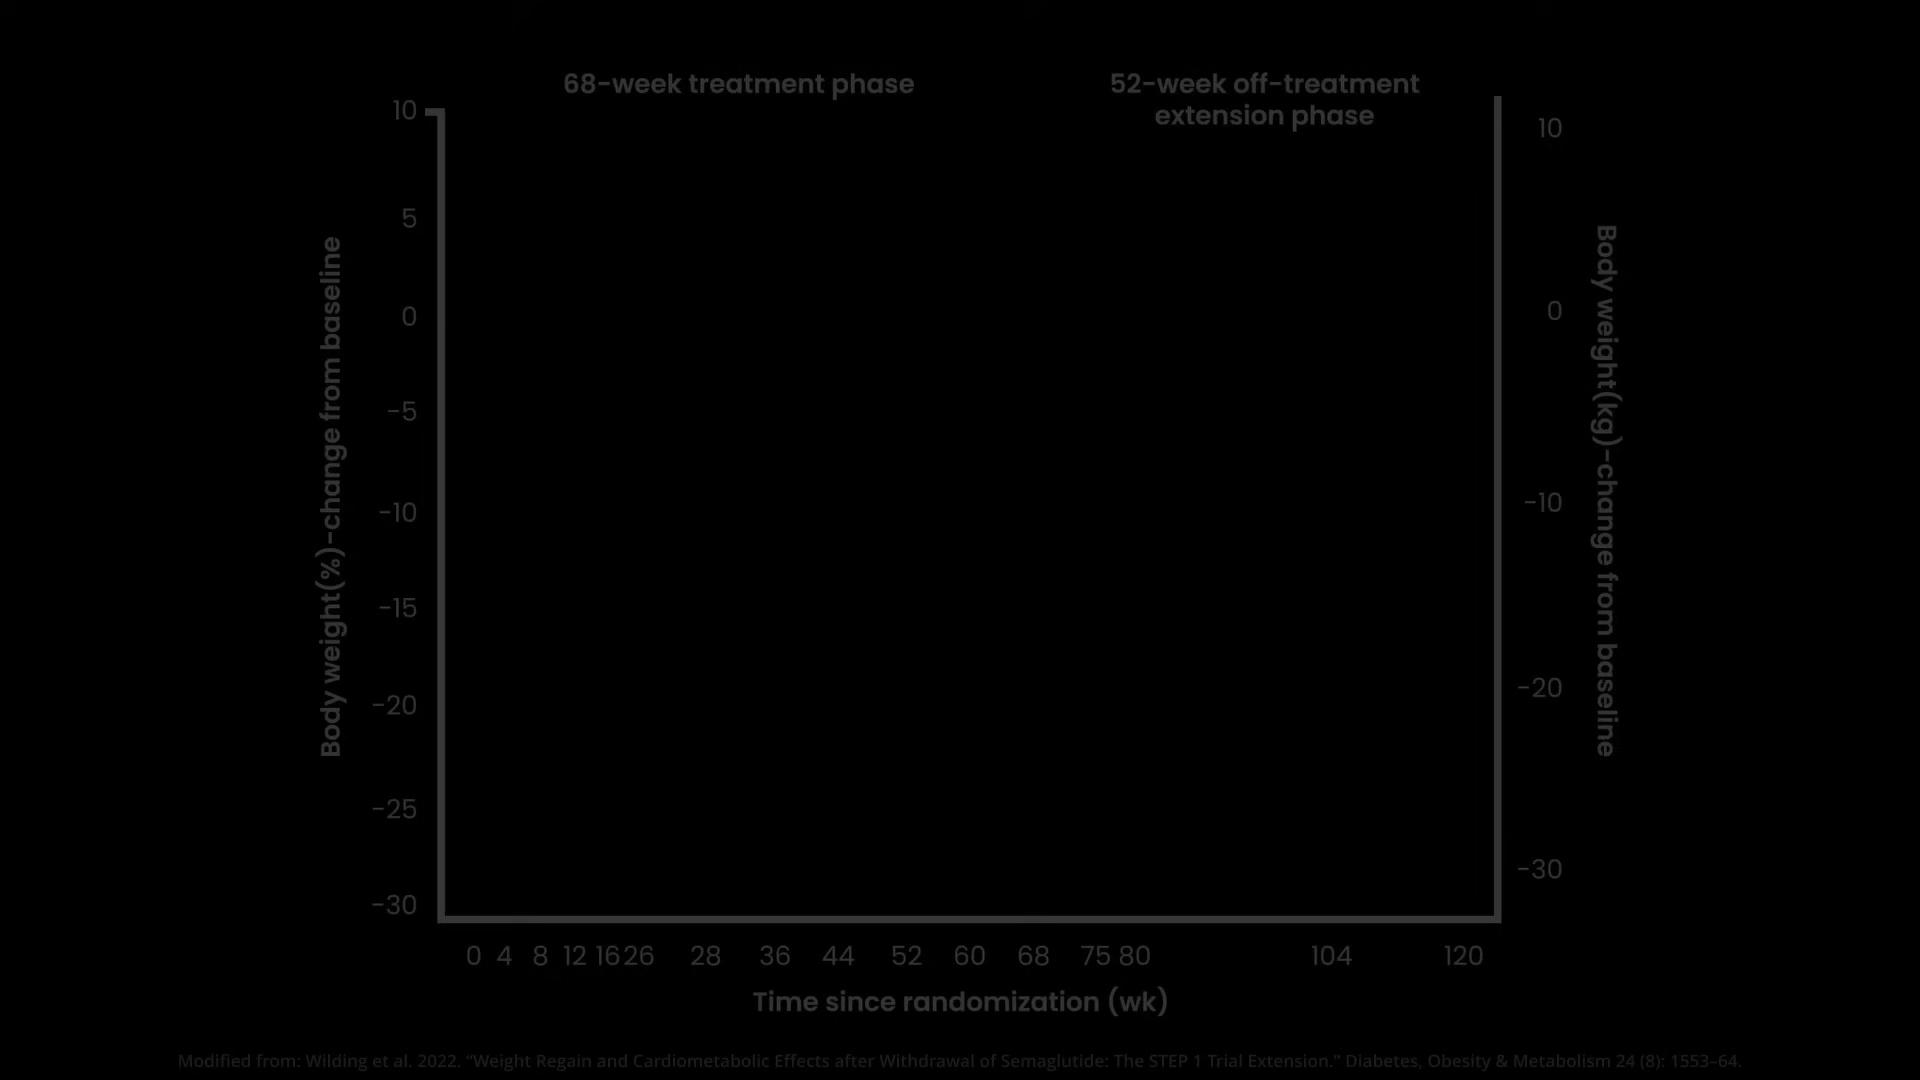 68-week treatment phase
52-week off-treatment
extension phase
10
5
0
-5
-10
-15
-20
-25
-30
Body weight(%)-change from baseline
10
0
-10
-20
-30
Body weight(kg)-change from baseline
0 4 8 12 16 26 28 36 44 52 60 68 75 80 104 120
Time since randomization (wk)
Modified from: Wilding et al. 2022. “Weight Regain and Cardiometabolic Effects after Withdrawal of Semaglutide: The STEP 1 Trial Extension.” Diabetes, Obesity & Metabolism 24 (8): 1553–64.